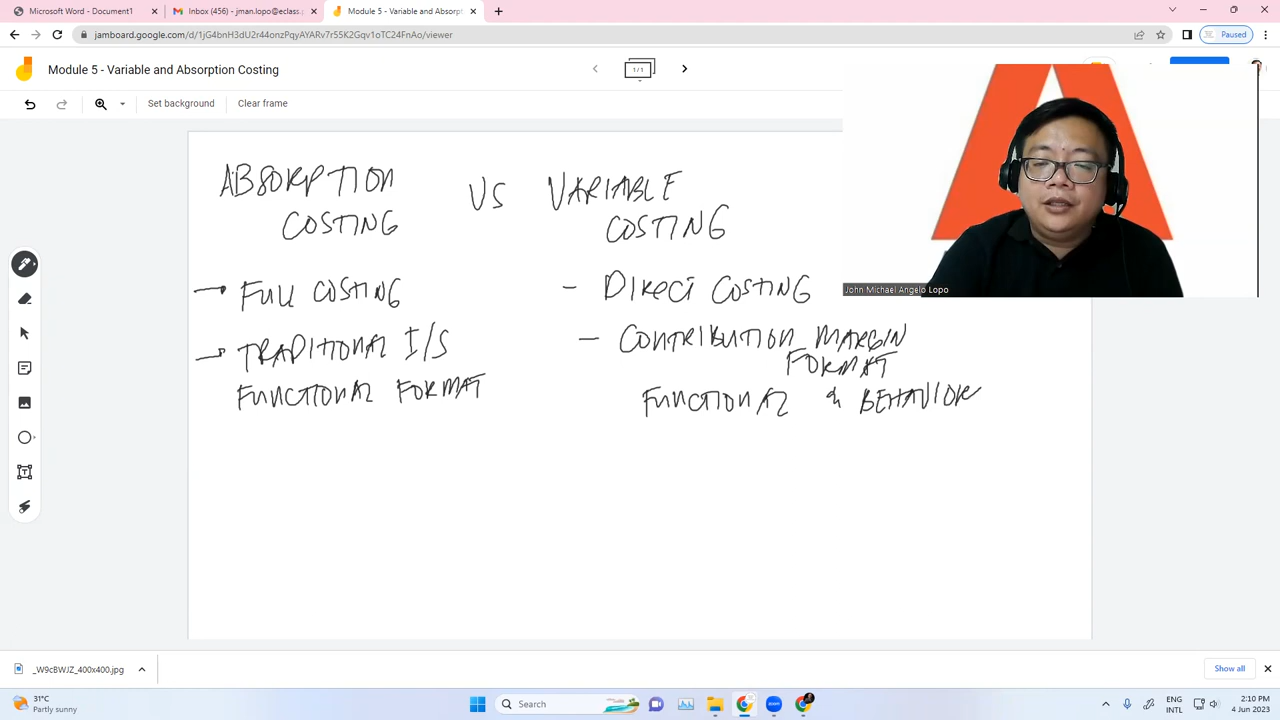 Microsoft Word - Document1
Inbox (456) - jman.lopo@eclass.p
Module 5 - Variable and Absorpt
jamboard.google.com/d/1jG4bnH3dU2r44onzPqyAYARv7r55K2Gqv1oTC24FnAo/viewer
Paused
Module 5 - Variable and Absorption Costing
1/1
Set background
Clear frame
ABSORPTION COSTING
VS
VARIABLE COSTING
→ FULL COSTING
- DIRECT COSTING
→ TRADITIONAL I/S
- CONTRIBUTION MARGIN
FORMAT
FUNCTIONAL FORMAT
FUNCTIONAL & BEHAVIOR
John Michael Angelo Lopo
_W9cBWJZ_400x400.jpg
Show all
31°C
Partly sunny
Search
zoom
ENG
INTL
2:10 PM
4 Jun 2023